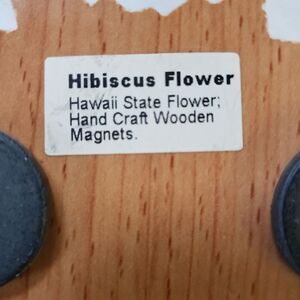 Hibiscus Flower
Hawaii State Flower;
Hand Craft Wooden
Magnets.